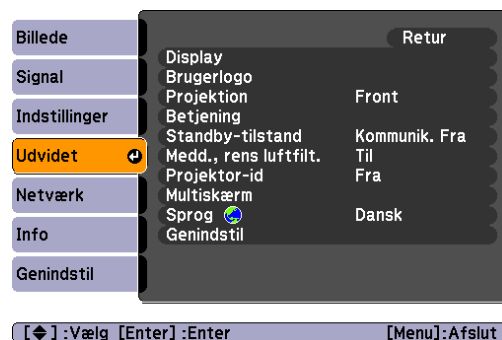 Billede
Signal
Indstillinger
Udvidet
Netværk
Info
Genindstil
Retur
Display
Brugerlogo
Projektion Front
Betjening
Standby-tilstand Kommunik. Fra
Medd., rens luftfilt. Til
Projektor-id Fra
Multiskærm
Sprog Dansk
Genindstil
[◆]:Vælg [Enter]:Enter [Menu]:Afslut